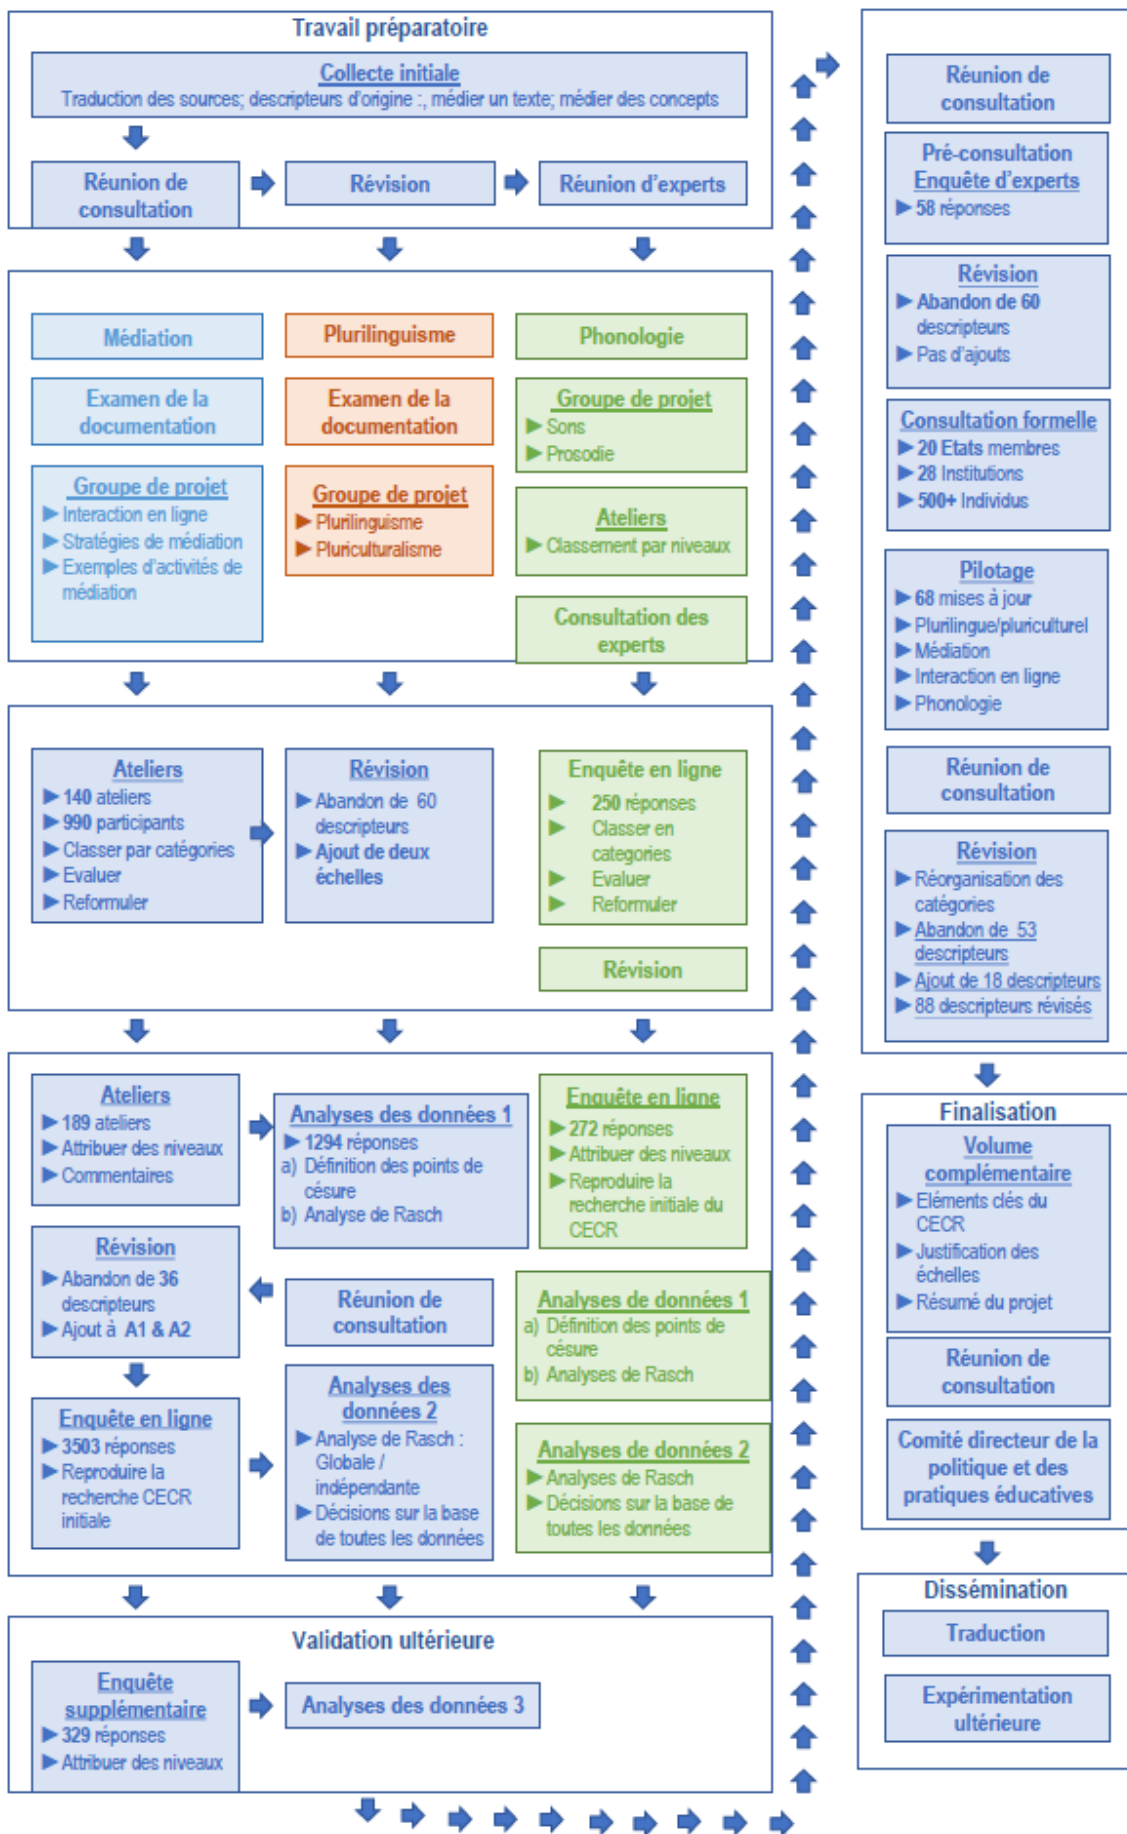 Travail préparatoire
Collecte initiale
Traduction des sources; descripteurs d'origine :, médier un texte; médier des concepts
Réunion de
consultation
Révision
Réunion d'experts
Médiation
Examen de la
documentation
Groupe de projet
► Interaction en ligne
► Stratégies de médiation
► Exemples d'activités de
médiation
Plurilinguisme
Examen de la
documentation
Groupe de projet
► Plurilinguisme
► Pluriculturalisme
Phonologie
Groupe de projet
► Sons
► Prosodie
Ateliers
► Classement par niveaux
Consultation des
experts
Ateliers
► 140 ateliers
► 990 participants
► Classer par catégories
► Evaluer
► Reformuler
Révision
► Abandon de 60
descripteurs
► Ajout de deux
échelles
Enquête en ligne
► 250 réponses
► Classer en
categories
► Evaluer
► Reformuler
Révision
Ateliers
► 189 ateliers
► Attribuer des niveaux
► Commentaires
Analyses des données 1
► 1294 réponses
a) Définition des points de
césure
b) Analyse de Rasch
Révision
► Abandon de 36
descripteurs
► Ajout à A1 & A2
Réunion de
consultation
Enquête en ligne
► 3503 réponses
► Reproduire la
recherche CECR
initiale
Analyses des
données 2
► Analyse de Rasch :
Globale /
indépendante
► Décisions sur la base
de toutes les données
Enquête en ligne
► 272 réponses
► Attribuer des niveaux
► Reproduire la
recherche initiale du
CECR
Analyses de données 1
a) Définition des points de
césure
b) Analyses de Rasch
Analyses de données 2
► Analyses de Rasch
► Décisions sur la base de
toutes les données
Validation ultérieure
Enquête
supplémentaire
► 329 réponses
► Attribuer des niveaux
Analyses des données 3
Réunion de
consultation
Pré-consultation
Enquête d'experts
► 58 réponses
Révision
► Abandon de 60
descripteurs
► Pas d'ajouts
Consultation formelle
► 20 Etats membres
► 28 Institutions
► 500+ Individus
Pilotage
► 68 mises à jour
► Plurilingue/pluriculturel
► Médiation
► Interaction en ligne
► Phonologie
Réunion de
consultation
Révision
► Réorganisation des
catégories
► Abandon de 53
descripteurs
► Ajout de 18 descripteurs
► 88 descripteurs révisés
Finalisation
Volume
complémentaire
► Eléments clés du
CECR
► Justification des
échelles
► Résumé du projet
Réunion de
consultation
Comité directeur de la
politique et des
pratiques éducatives
Dissémination
Traduction
Expérimentation
ultérieure